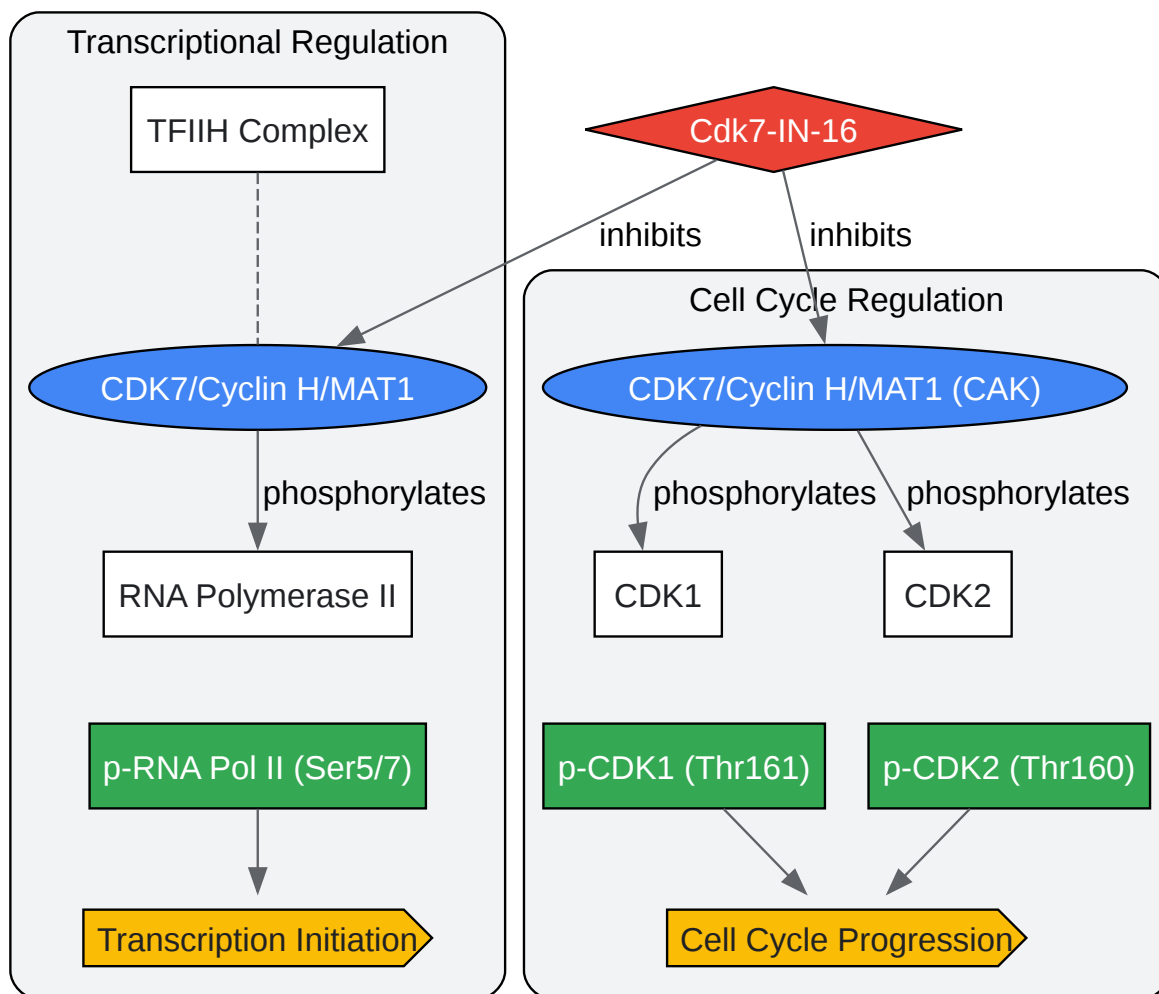 Transcriptional Regulation
TFIIH Complex
Cdk7-IN-16
inhibits
inhibits
Cell Cycle Regulation
CDK7/Cyclin H/MAT1
CDK7/Cyclin H/MAT1 (CAK)
phosphorylates
phosphorylates
phosphorylates
RNA Polymerase II
CDK1
CDK2
p-RNA Pol II (Ser5/7)
p-CDK1 (Thr161)
p-CDK2 (Thr160)
Transcription Initiation
Cell Cycle Progression